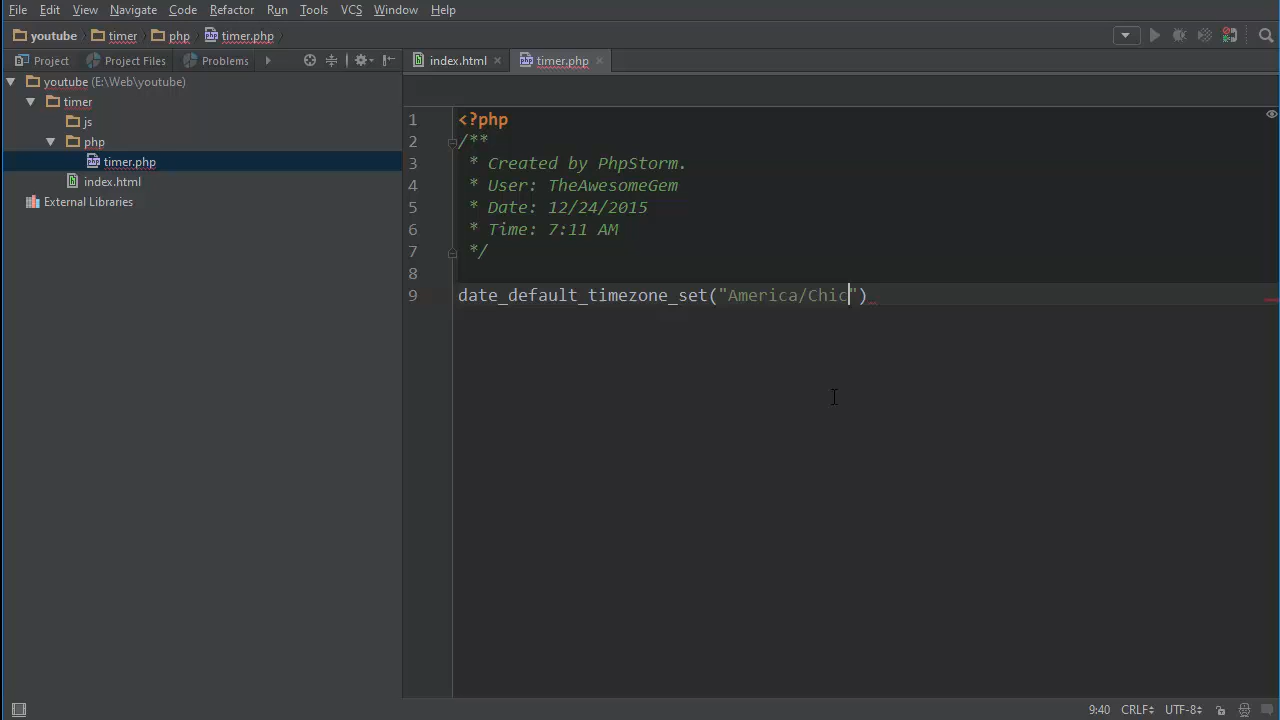 File Edit View Navigate Code Refactor Run Tools VCS Window Help
youtube timer php timer.php
Project Project Files Problems
index.html timer.php
youtube (E:\Web\youtube)
timer
js
php
timer.php
index.html
External Libraries
1 <?php
2 /**
3 * Created by PhpStorm.
4 * User: TheAwesomeGem
5 * Date: 12/24/2015
6 * Time: 7:11 AM
7 */
8
9 date_default_timezone_set("America/Chic")
9:40 CRLF UTF-8